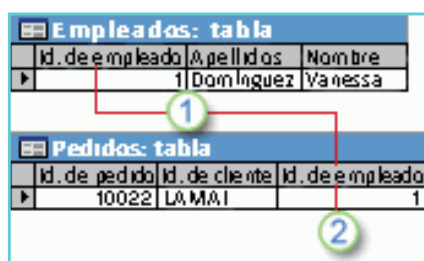 Empleados: tabla
Id. de empleado Apellidos Nombre
1 Domínguez Vanessa
1
Pedidos: tabla
Id. de pedido Id. de cliente Id. de empleado
10022 LAMAI 1
2